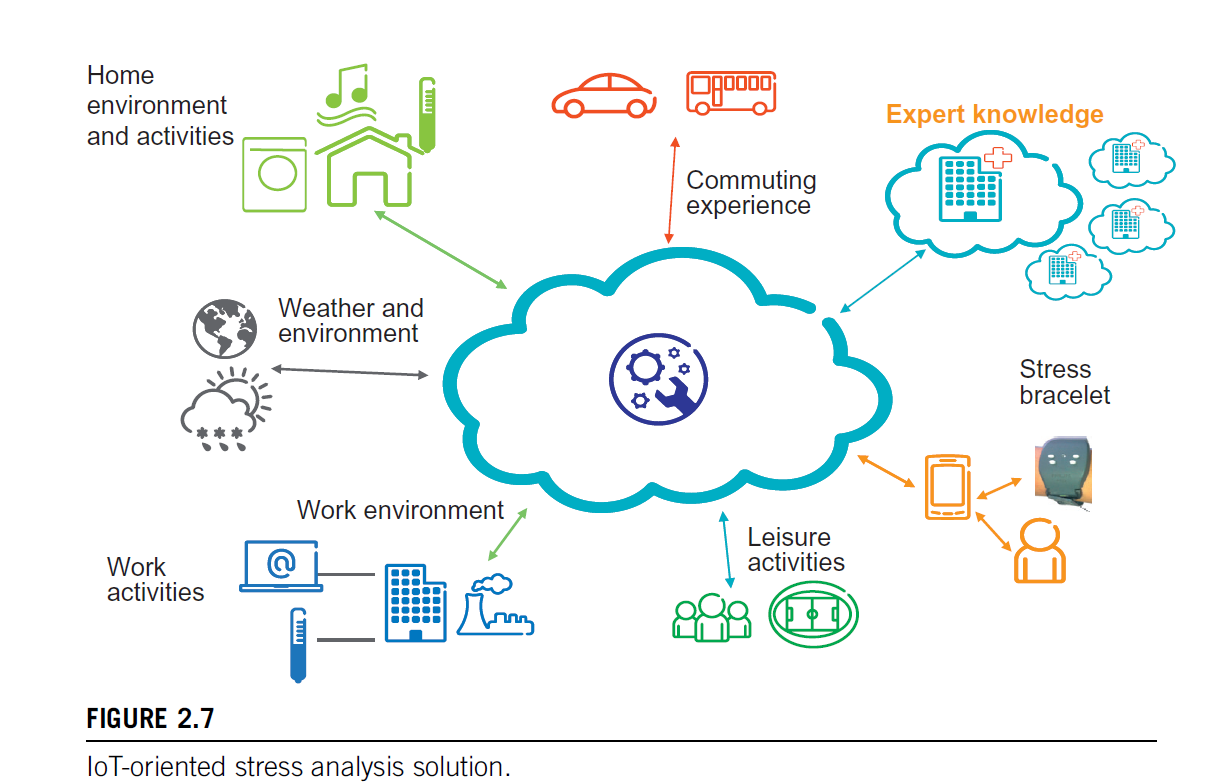 Home
environment
and activities
Expert knowledge
Commuting
experience
Weather and
environment
Stress
bracelet
Work environment
Leisure
activities
Work
activities
@
FIGURE 2.7
IoT-oriented stress analysis solution.